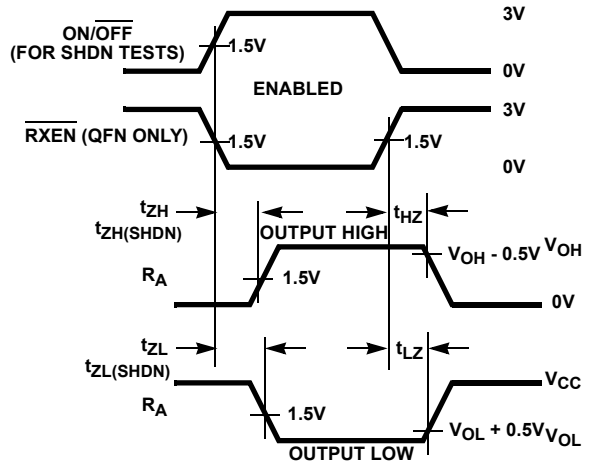 3V
ON/OFF
(FOR SHDN TESTS)
1.5V
0V
ENABLED
3V
RXEN (QFN ONLY)
1.5V
1.5V
0V
tZH
tZH(SHDN)
tHZ
OUTPUT HIGH
VOH - 0.5V
VOH
RA
1.5V
0V
tZL
tZL(SHDN)
tLZ
VCC
RA
1.5V
VOL + 0.5V
VOL
OUTPUT LOW